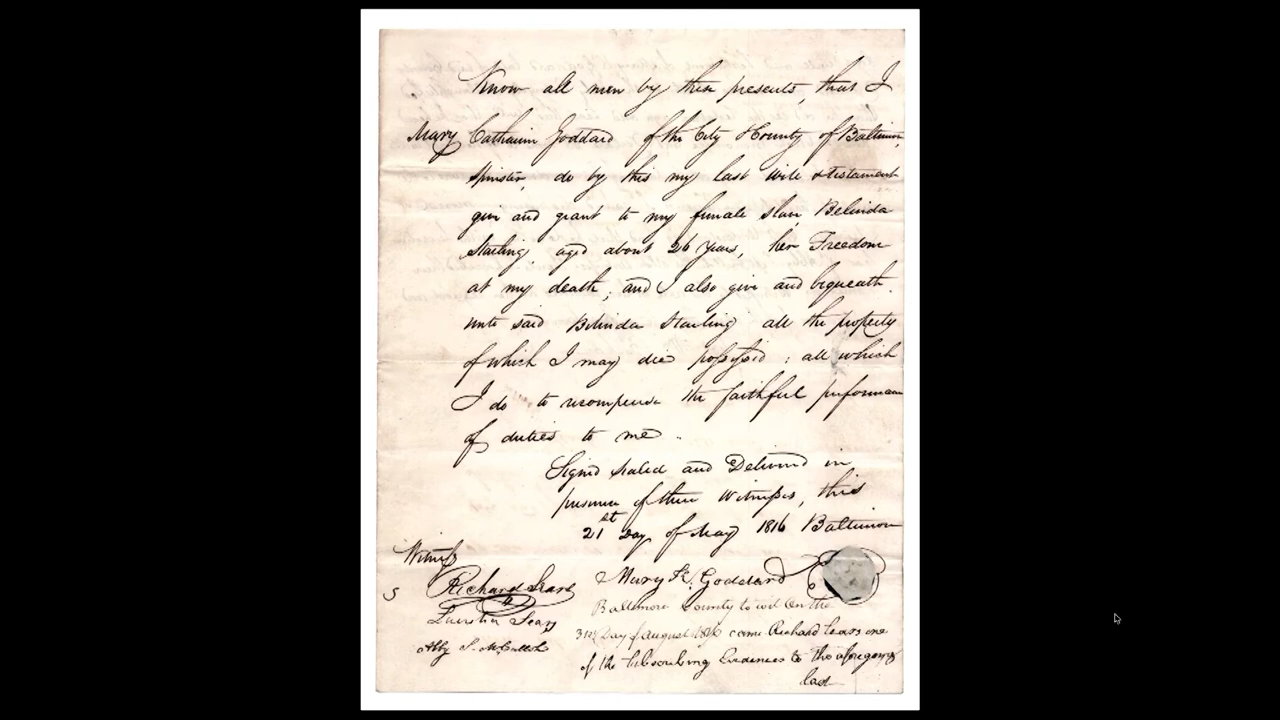 Know all men by these presents, that I
Mary Catharine Goddard of the City & County of Baltimore,
spinster, do by this my last Will & Testament
give and grant to my female slave Belinda
Starling, aged about 26 Years, her Freedom
at my death; and I also give and bequeath
unto said Belinda Starling all the property
of which I may die possessed; all which
I do to recompense the faithful performance
of duties to me.
Signed sealed and Delivered in
presence of these Witnesses, this
21st Day of May 1816 Baltimore
Witness
Richard Sears
Lucretia Sears
Abby S.
Mary K. Goddard
Baltimore County to wit On the
Day of August 1816 came Richard Sears one
of the Subscribing Evidences to the aforegoing
last